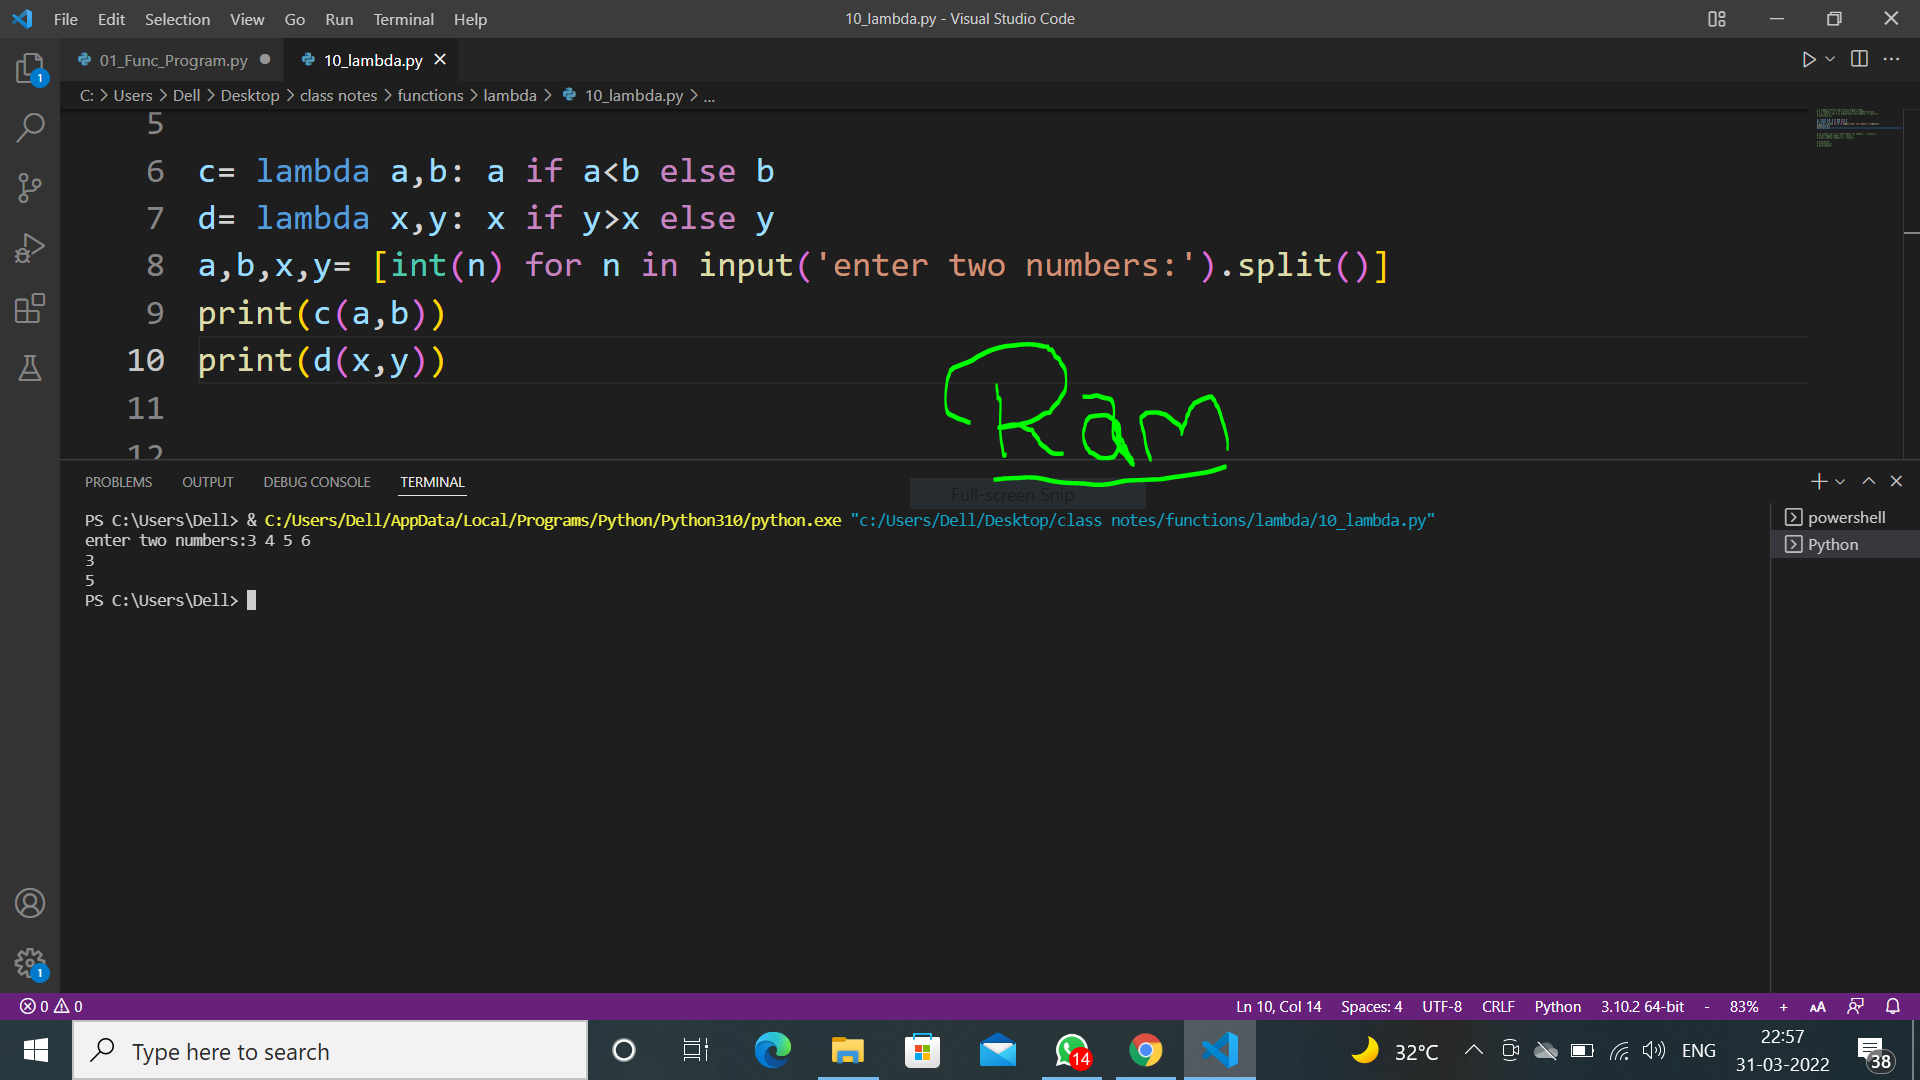 File Edit Selection View Go Run Terminal Help
10_lambda.py - Visual Studio Code
01_Func_Program.py
10_lambda.py
C: > Users > Dell > Desktop > class notes > functions > lambda > 10_lambda.py > ...
5
6 c= lambda a,b: a if a<b else b
7 d= lambda x,y: x if y>x else y
8 a,b,x,y= [int(n) for n in input('enter two numbers:').split()]
9 print(c(a,b))
10 print(d(x,y))
11
12
Ram
PROBLEMS OUTPUT DEBUG CONSOLE TERMINAL
Full-screen Snip
PS C:\Users\Dell> & C:/Users/Dell/AppData/Local/Programs/Python/Python310/python.exe "c:/Users/Dell/Desktop/class notes/functions/lambda/10_lambda.py"
enter two numbers:3 4 5 6
3
5
PS C:\Users\Dell>
powershell
Python
1
1
0 0
Ln 10, Col 14 Spaces: 4 UTF-8 CRLF Python 3.10.2 64-bit - 83% +
Type here to search
14
32°C
ENG
22:57
31-03-2022
38